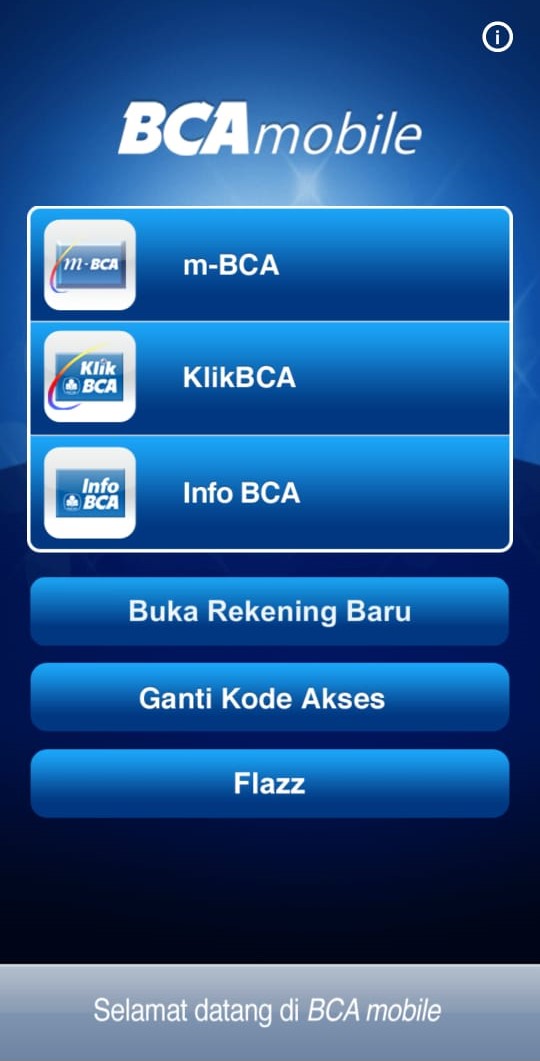 i
BCA mobile
m-BCA
m-BCA
Klik
BCA
KlikBCA
Info
BCA
Info BCA
Buka Rekening Baru
Ganti Kode Akses
Flazz
Selamat datang di BCA mobile